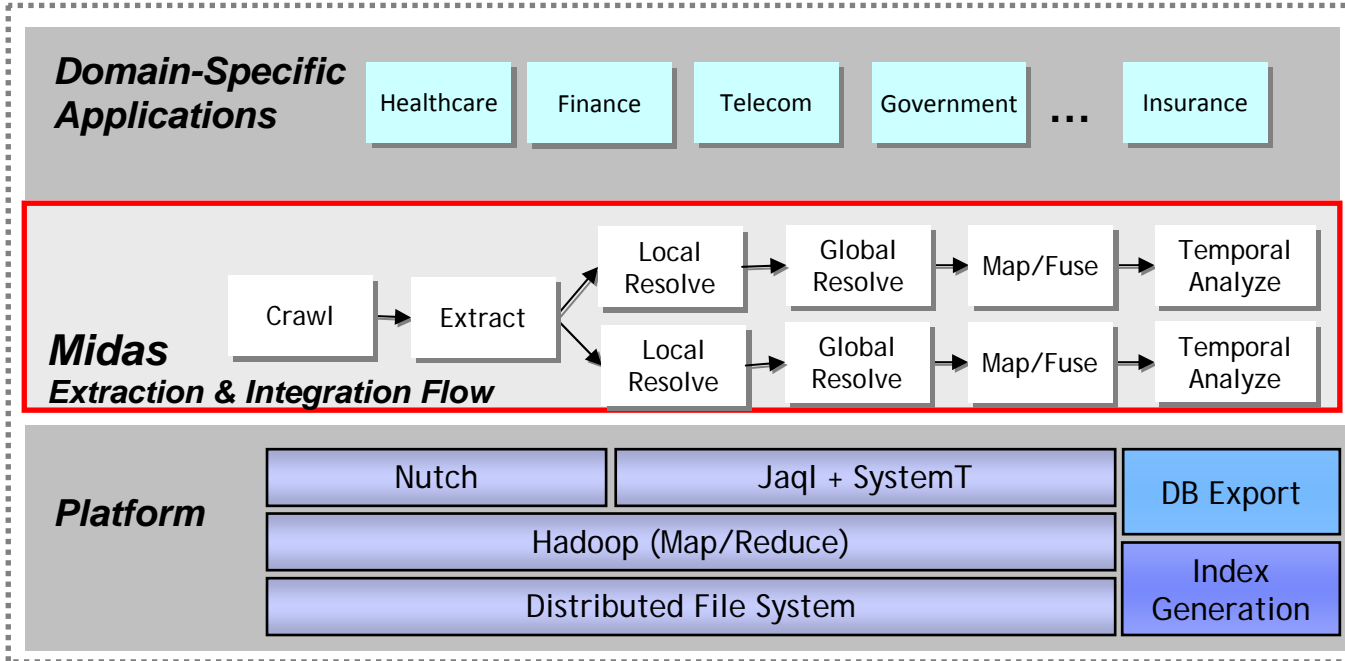 Domain-Specific
Applications
Healthcare
Finance
Telecom
Government
...
Insurance
Local
Resolve
Global
Resolve
Map/Fuse
Temporal
Analyze
Crawl
Extract
Local
Resolve
Global
Resolve
Map/Fuse
Temporal
Analyze
Midas
Extraction & Integration Flow
Platform
Nutch
Jaql + SystemT
DB Export
Hadoop (Map/Reduce)
Index
Generation
Distributed File System